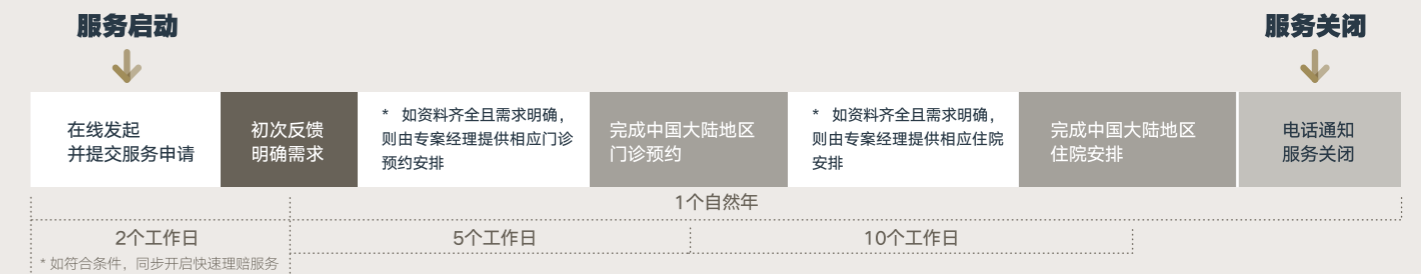 服务启动
服务关闭
在线发起
并提交服务申请
初次反馈
明确需求
* 如资料齐全且需求明确，
则由专案经理提供相应门诊
预约安排
完成中国大陆地区
门诊预约
* 如资料齐全且需求明确，
则由专案经理提供相应住院
安排
完成中国大陆地区
住院安排
电话通知
服务关闭
1个自然年
2个工作日
5个工作日
10个工作日
* 如符合条件，同步开启快速理赔服务